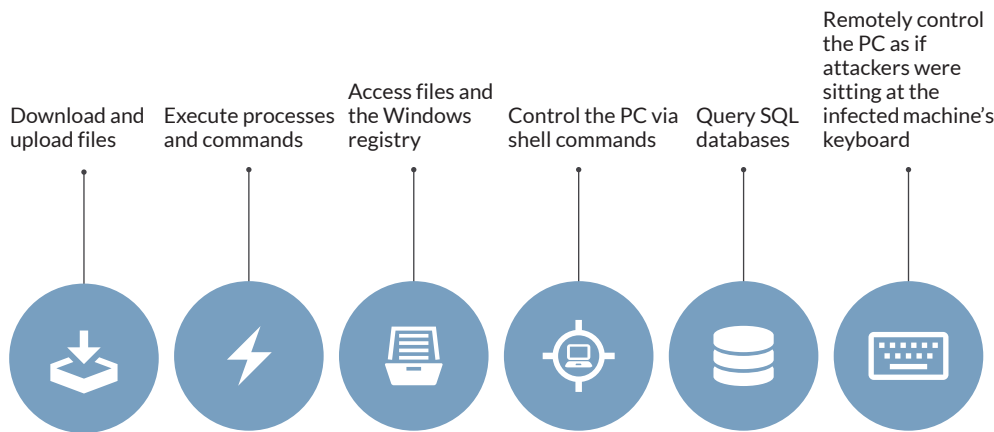 Download and
upload files
Execute processes
and commands
Access files and
the Windows
registry
Control the PC via
shell commands
Query SQL
databases
Remotely control
the PC as if
attackers were
sitting at the
infected machine’s
keyboard